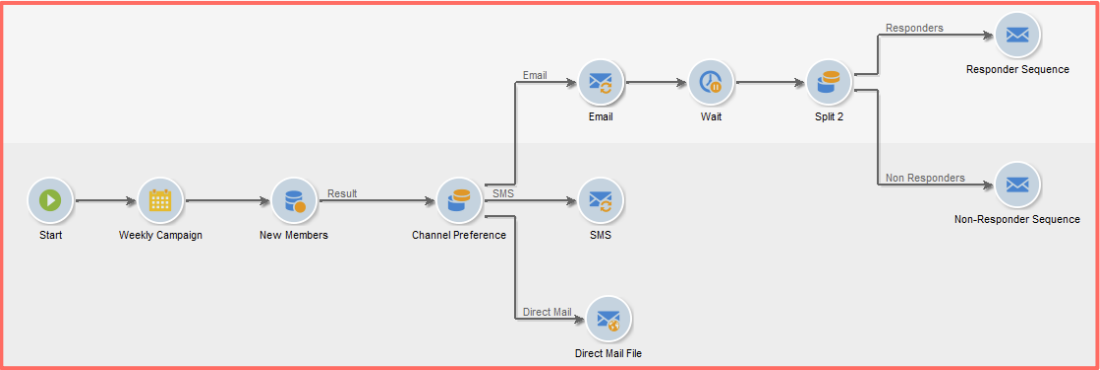 Responders
Responder Sequence
Email
Email
Wait
Split 2
Non Responders
Non-Responder Sequence
Result
SMS
Start
Weekly Campaign
New Members
Channel Preference
SMS
Direct Mail
Direct Mail File